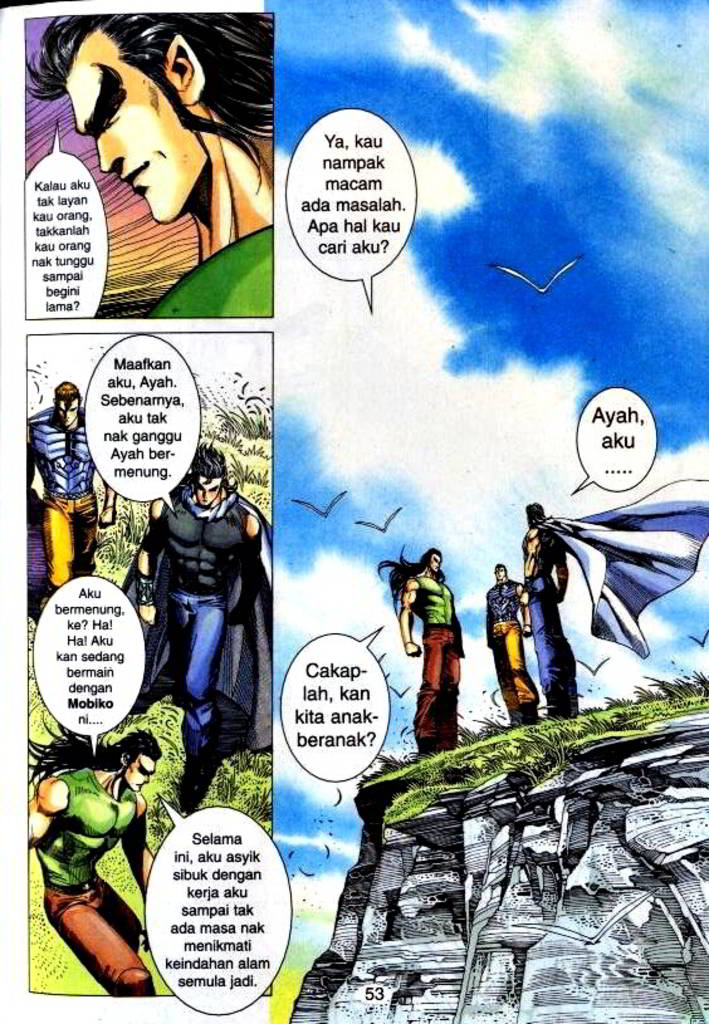 Kalau aku
tak layan
kau orang,
takkanlah
kau orang
nak tunggu
sampai
begini
lama?
Maafkan
aku, Ayah.
Sebenarnya,
aku tak
nak ganggu
Ayah ber-
menung.
Aku
bermenung,
ke? Ha!
Ha! Aku
kan sedang
bermain
dengan
Mobiko
ni....
Selama
ini, aku asyik
sibuk dengan
kerja aku
sampai tak
ada masa nak
menikmati
keindahan alam
semula jadi.
Ya, kau
nampak
macam
ada masalah.
Apa hal kau
cari aku?
Ayah,
aku
.....
Cakap-
lah, kan
kita anak-
beranak?
53